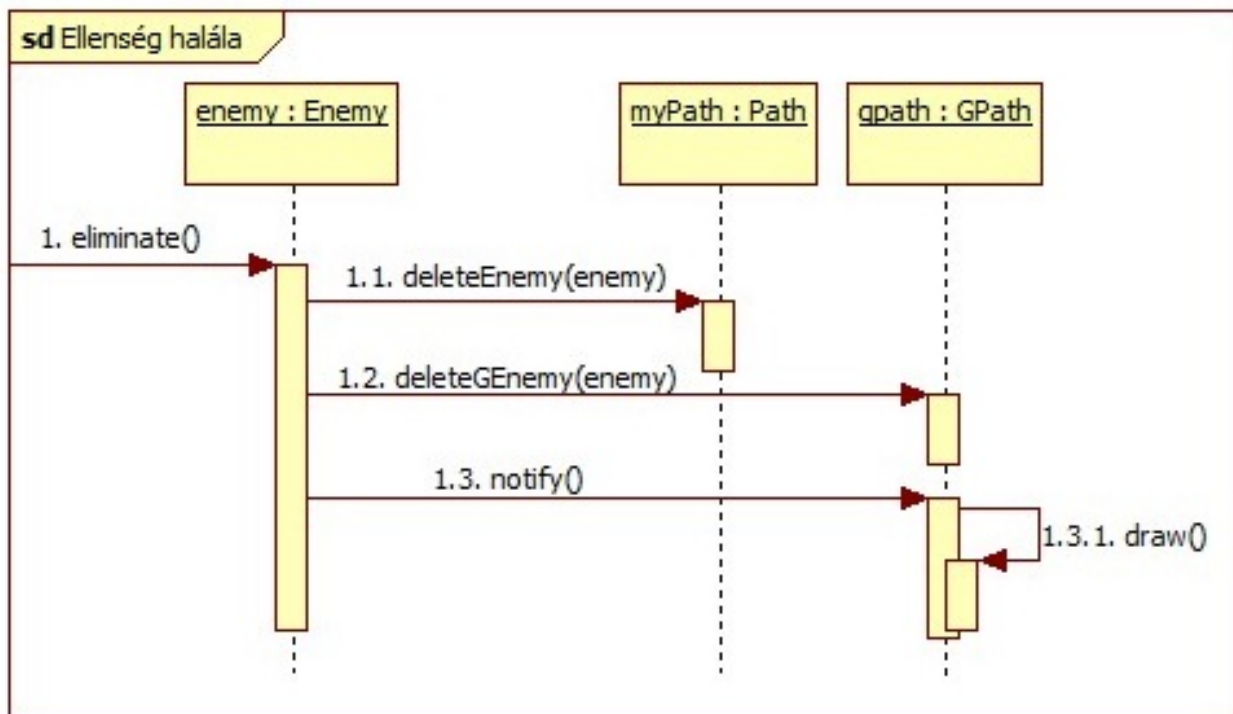 sd Ellenség halála
enemy : Enemy
myPath : Path
gpath : GPath
1. eliminate()
1.1. deleteEnemy(enemy)
1.2. deleteGEnemy(enemy)
1.3. notify()
1.3.1. draw()